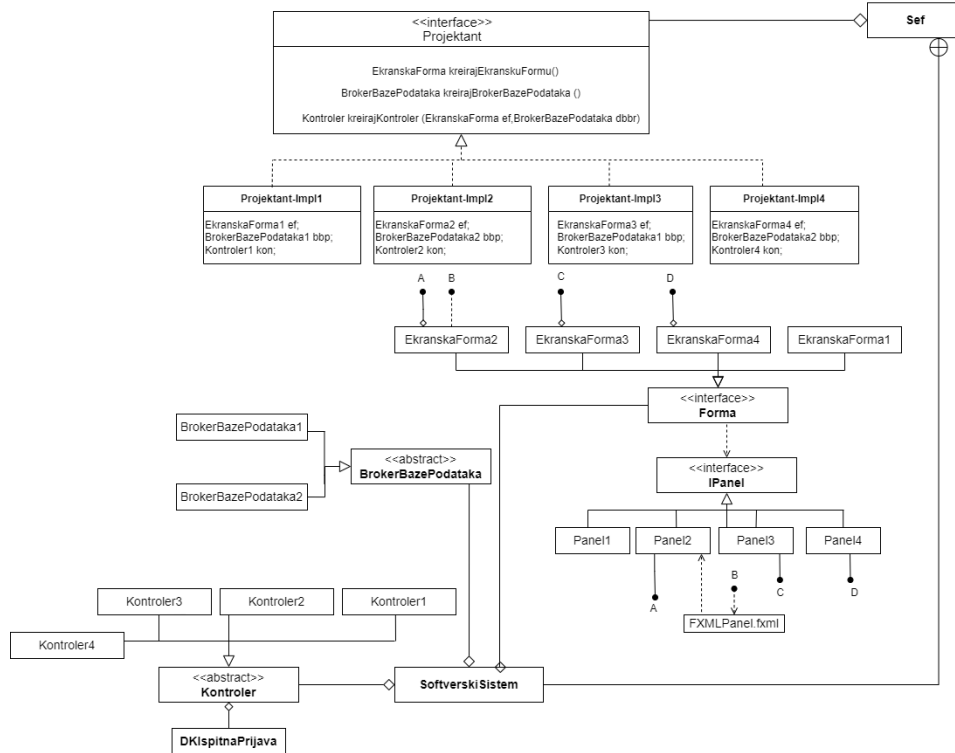 <<interface>>
Projektant
EkranskaForma kreirajEkranskuFormu()
BrokerBazePodataka kreirajBrokerBazePodataka ()
Kontroler kreirajKontroler (EkranskaForma ef,BrokerBazePodataka dbbr)
Sef
Projektant-Impl1
EkranskaForma1 ef;
BrokerBazePodataka1 bbp;
Kontroler1 kon;
Projektant-Impl2
EkranskaForma2 ef;
BrokerBazePodataka2 bbp;
Kontroler2 kon;
Projektant-Impl3
EkranskaForma3 ef;
BrokerBazePodataka1 bbp;
Kontroler3 kon;
Projektant-Impl4
EkranskaForma4 ef;
BrokerBazePodataka2 bbp;
Kontroler4 kon;
A
B
C
D
EkranskaForma2
EkranskaForma3
EkranskaForma4
EkranskaForma1
<<interface>>
Forma
BrokerBazePodataka1
<<abstract>>
BrokerBazePodataka
BrokerBazePodataka2
<<interface>>
IPanel
Panel1
Panel2
Panel3
Panel4
A
B
C
D
FXMLPanel.fxml
Kontroler3
Kontroler2
Kontroler1
Kontroler4
<<abstract>>
Kontroler
SoftverskiSistem
DKIspitnaPrijava